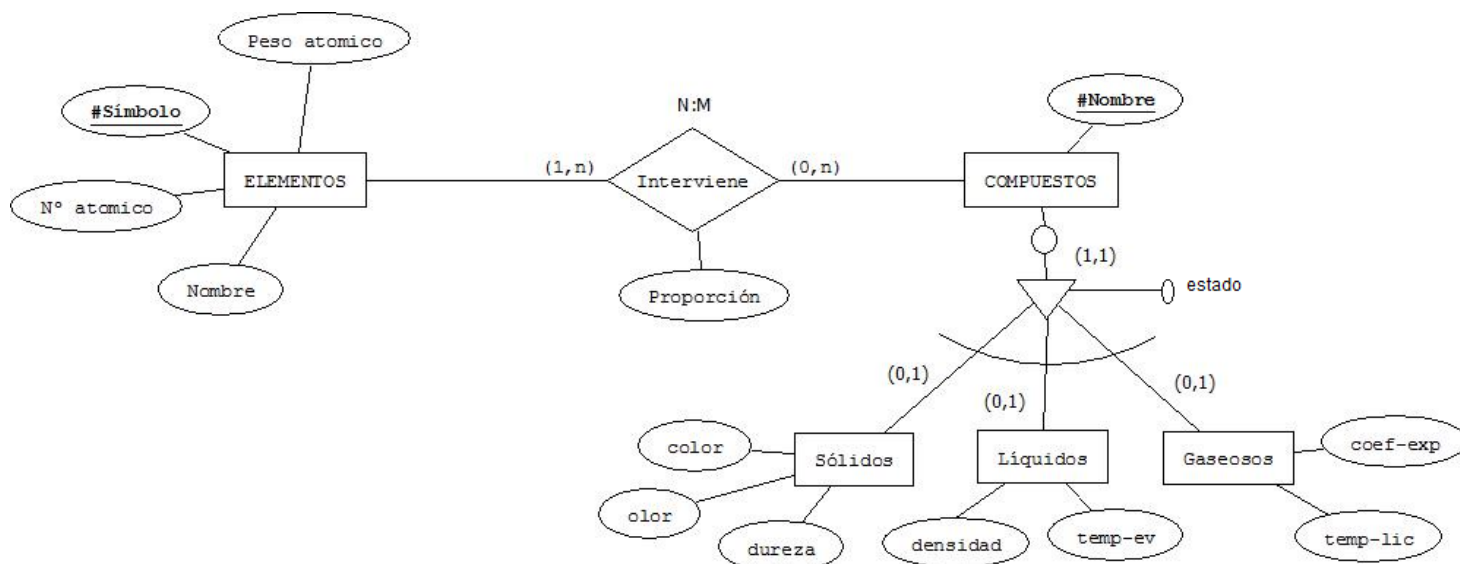 Peso atomico
#Símbolo
N:M
#Nombre
ELEMENTOS
(1,n)
Interviene
(0,n)
COMPUESTOS
Nº atomico
Nombre
Proporción
(1,1)
estado
(0,1)
(0,1)
(0,1)
color
Sólidos
Líquidos
Gaseosos
coef-exp
olor
dureza
densidad
temp-ev
temp-lic